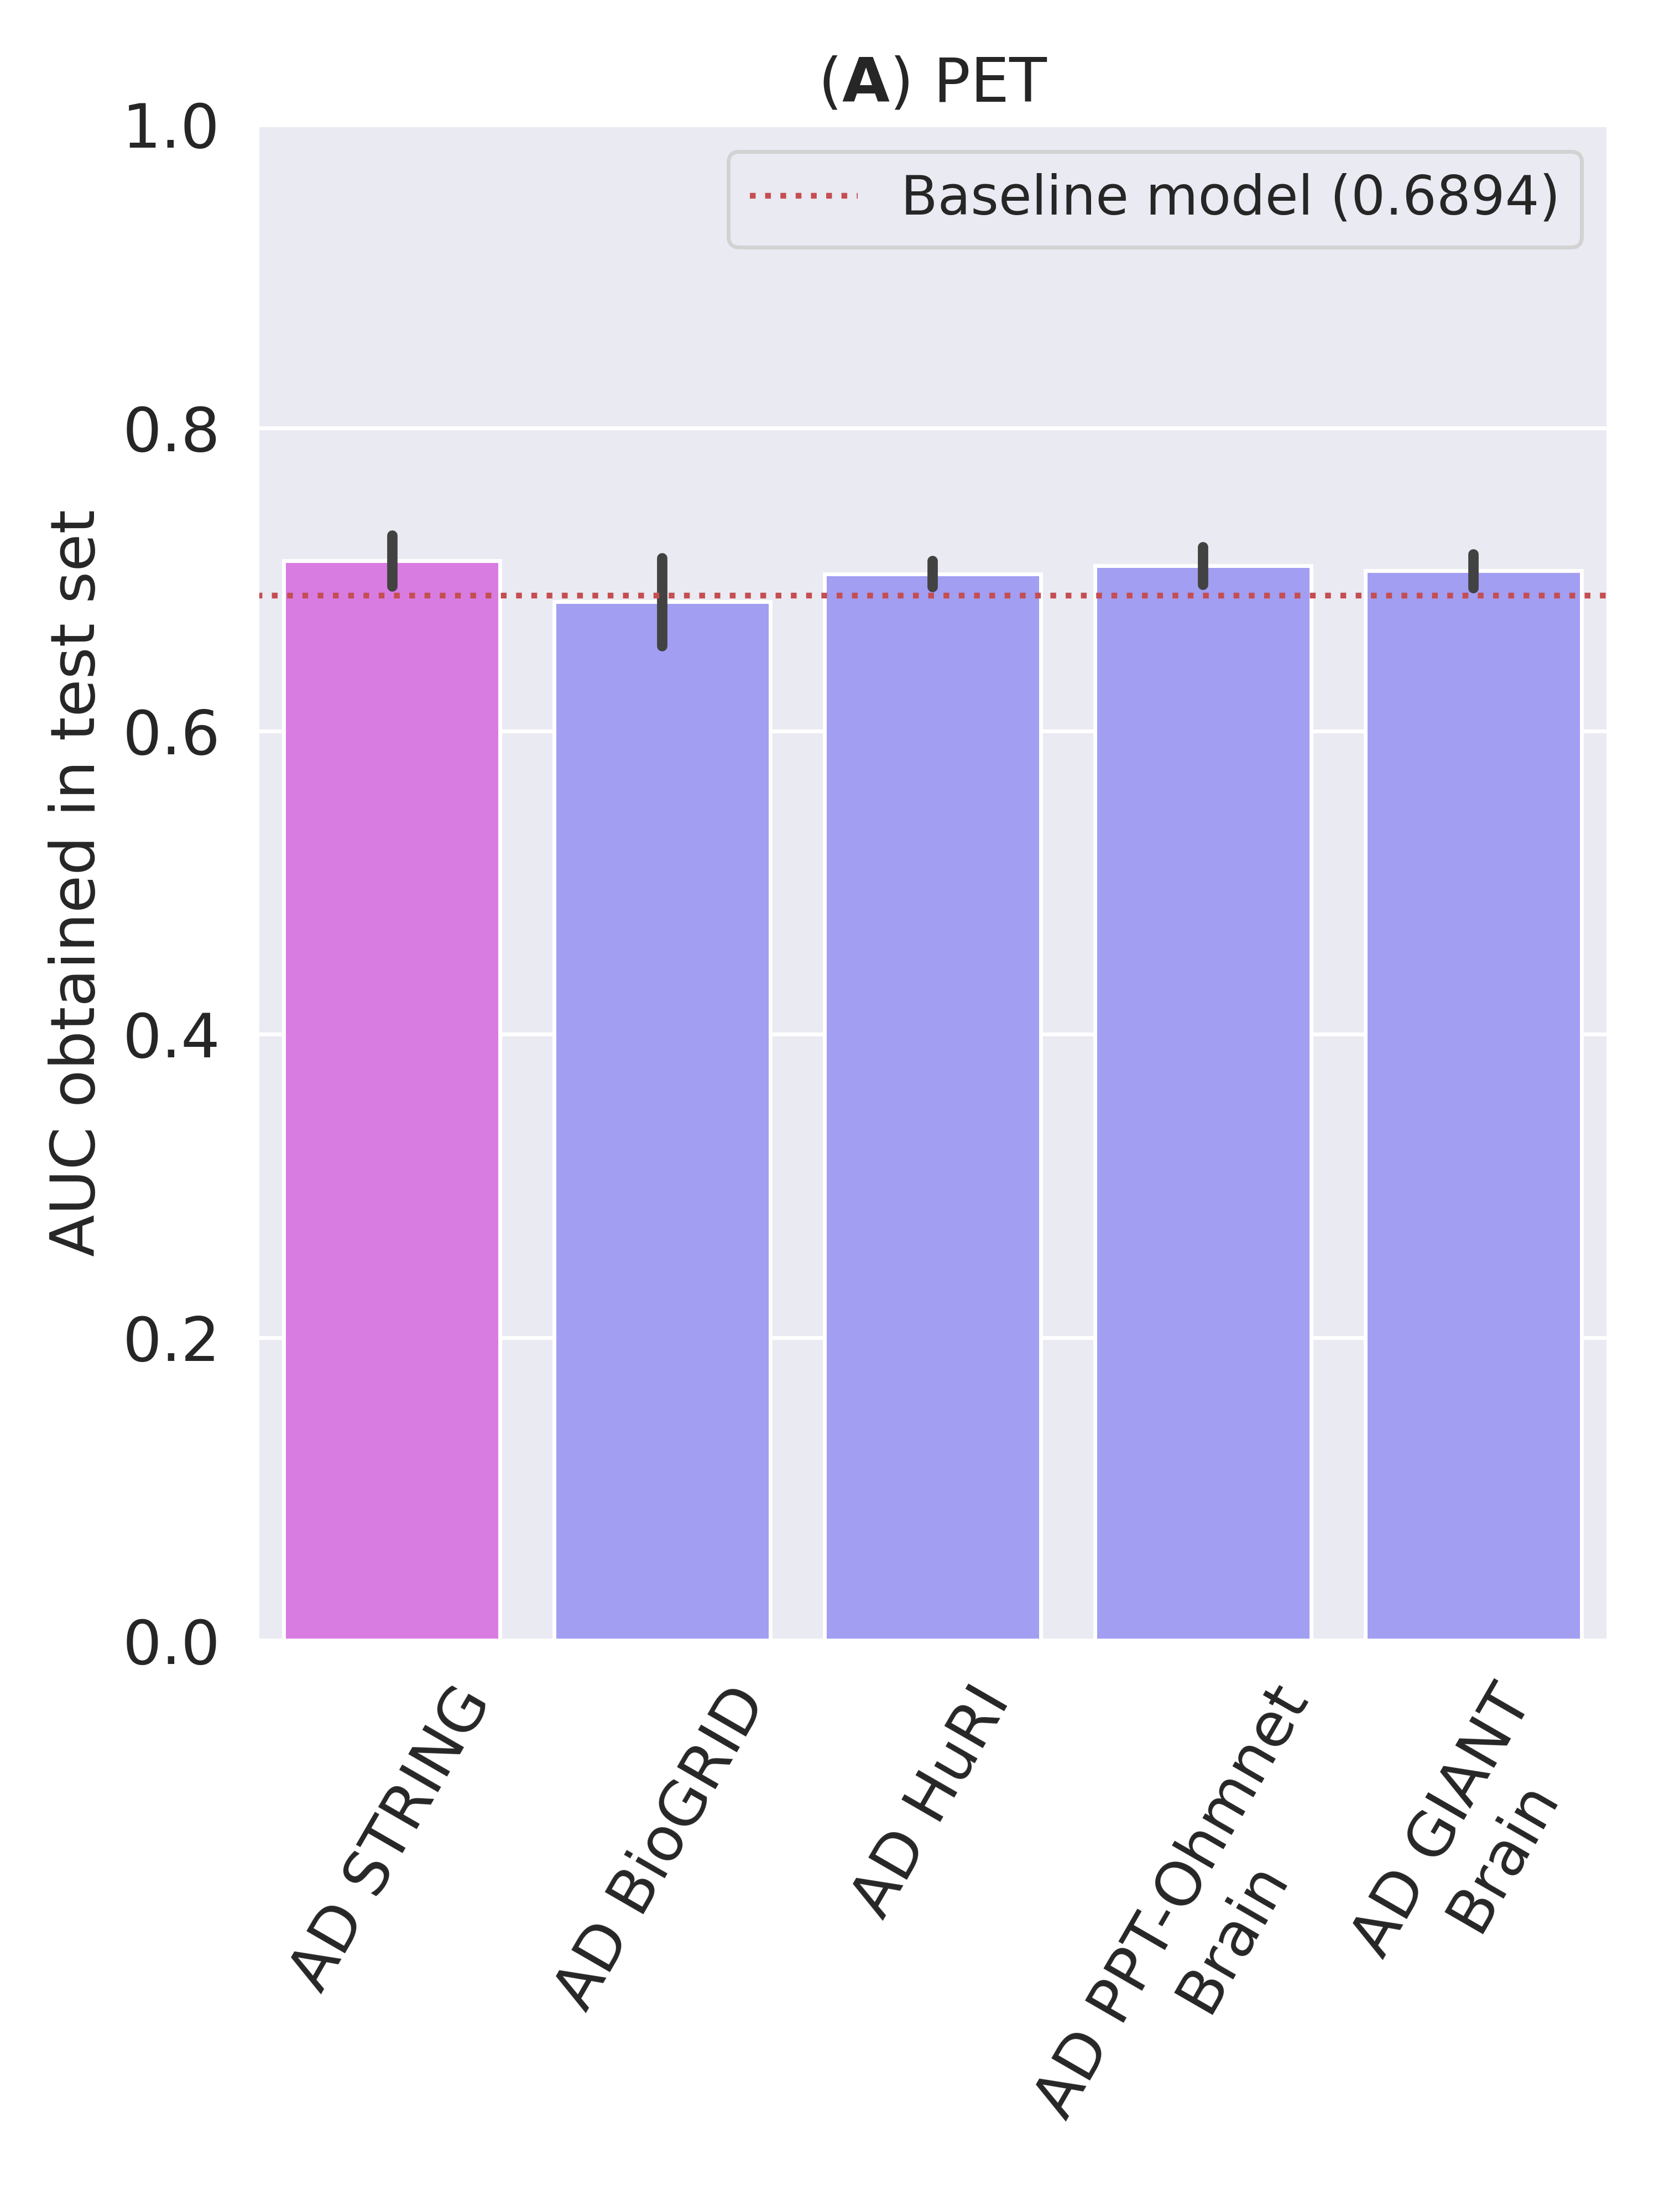 (A) PET
1.0
Baseline model (0.6894)
0.8
0.6
0.4
0.2
0.0
AUC obtained in test set
AD STRING
AD BioGRID
AD HuRI
AD PPT-Ohmnet
Brain
AD GIANT
Brain